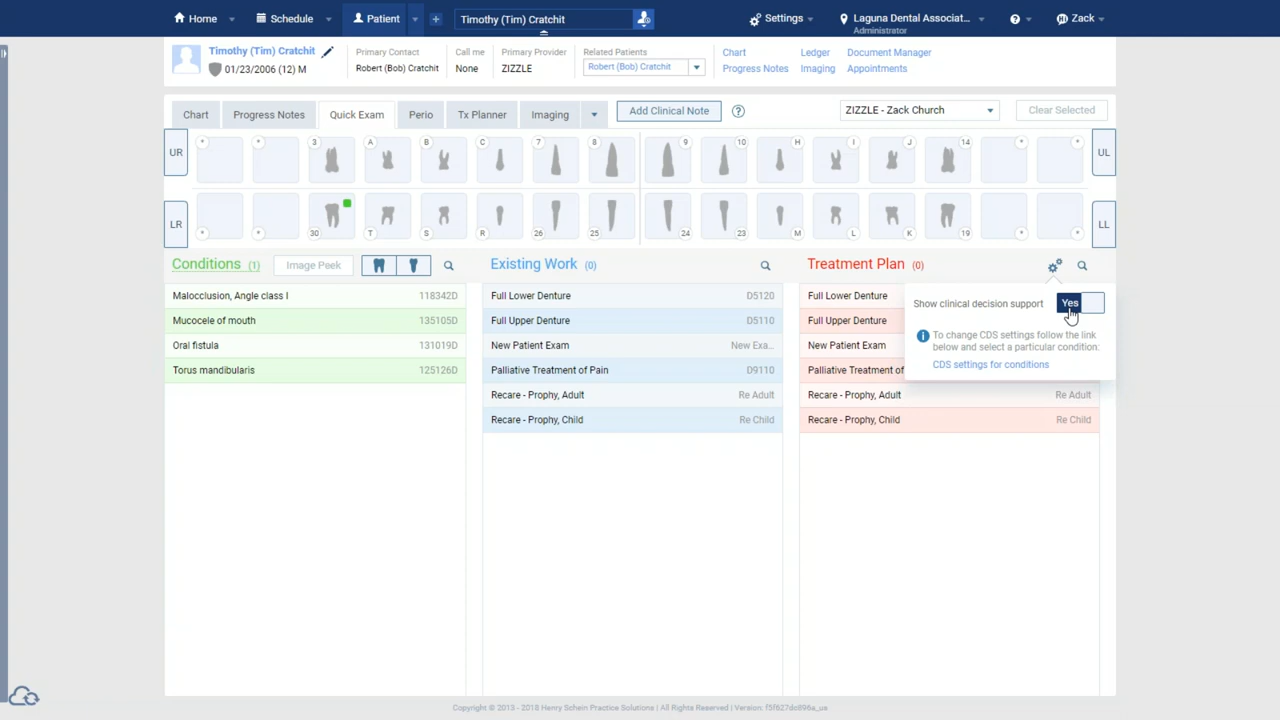 Home
Schedule
Patient
+
Timothy (Tim) Cratchit
Settings
Laguna Dental Associat...
Administrator
?
Zack
Timothy (Tim) Cratchit
01/23/2006 (12) M
Primary Contact
Robert (Bob) Cratchit
Call me
None
Primary Provider
ZIZZLE
Related Patients
Robert (Bob) Cratchit
Chart
Progress Notes
Ledger
Imaging
Document Manager
Appointments
Chart
Progress Notes
Quick Exam
Perio
Tx Planner
Imaging
Add Clinical Note
?
ZIZZLE - Zack Church
Clear Selected
UR
* * 3 A B C 7 8 9 10 H I J 14 * *
UL
LR
* * 30 T S R 26 25 24 23 M L K 19 * *
LL
Conditions (1)
Image Peek
Malocclusion, Angle class I 118342D
Mucocele of mouth 135105D
Oral fistula 131019D
Torus mandibularis 125126D
Existing Work (0)
Full Lower Denture D5120
Full Upper Denture D5110
New Patient Exam New Exa...
Palliative Treatment of Pain D9110
Recare - Prophy, Adult Re Adult
Recare - Prophy, Child Re Child
Treatment Plan (0)
Full Lower Denture
Full Upper Denture
New Patient Exam
Palliative Treatment of
Recare - Prophy, Adult Re Adult
Recare - Prophy, Child Re Child
Show clinical decision support Yes
i To change CDS settings follow the link
below and select a particular condition:
CDS settings for conditions
Copyright © 2013 - 2018 Henry Schein Practice Solutions | All Rights Reserved | Version: f5f627dc896a_ua